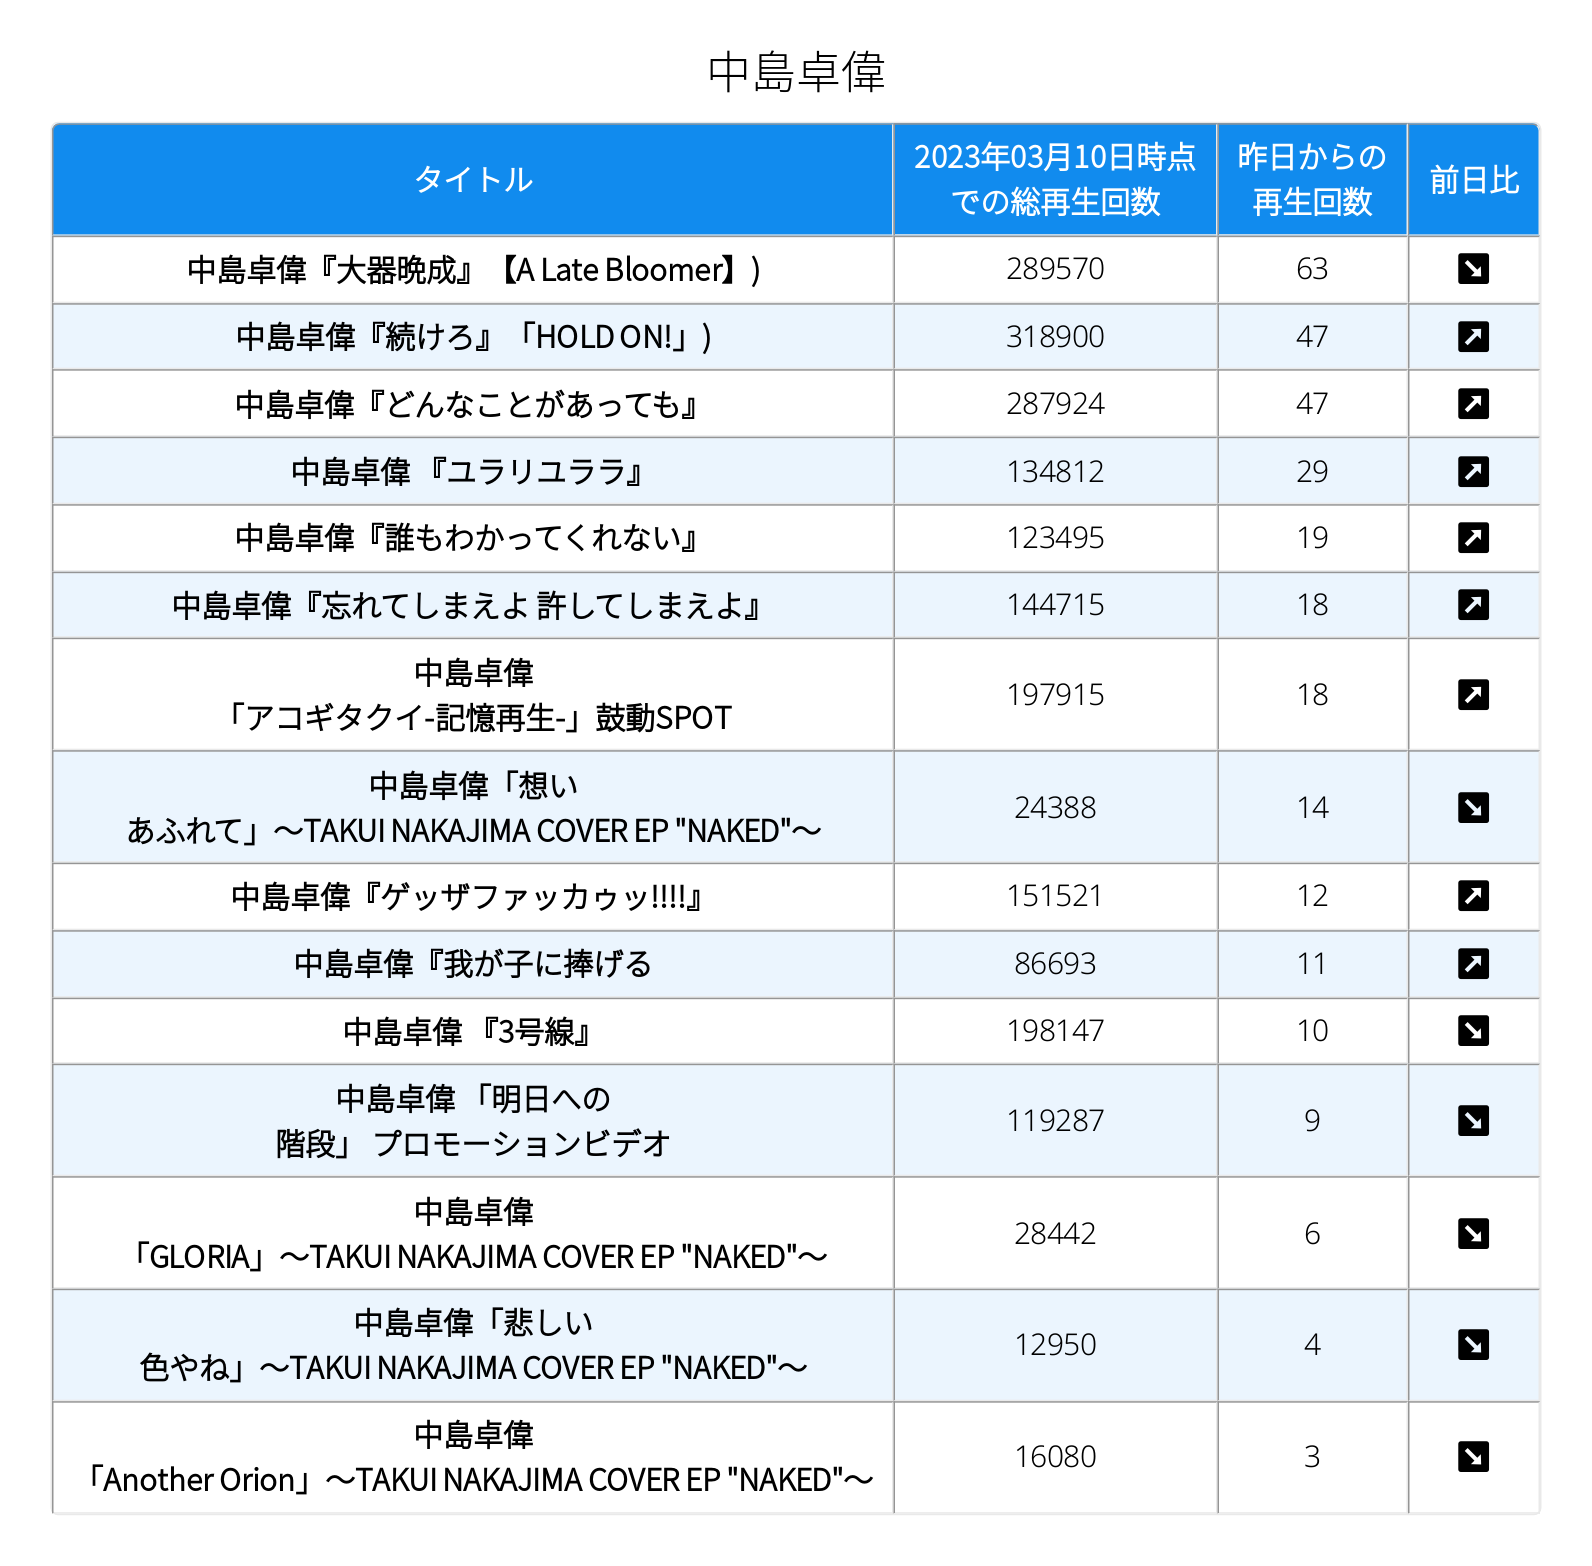 中島卓偉
タイトル
2023年03月10日時点
での総再生回数
昨日からの
再生回数
前日比
中島卓偉『大器晩成』【A Late Bloomer】)
289570
63
中島卓偉『続けろ』「HOLD ON!」)
318900
47
中島卓偉『どんなことがあっても』
287924
47
中島卓偉 『ユラリユララ』
134812
29
中島卓偉『誰もわかってくれない』
123495
19
中島卓偉『忘れてしまえよ 許してしまえよ』
144715
18
中島卓偉
「アコギタクイ-記憶再生-」鼓動SPOT
197915
18
中島卓偉「想い
あふれて」〜TAKUI NAKAJIMA COVER EP "NAKED"〜
24388
14
中島卓偉『ゲッザファッカゥッ!!!!』
151521
12
中島卓偉『我が子に捧げる
86693
11
中島卓偉 『3号線』
198147
10
中島卓偉 「明日への
階段」 プロモーションビデオ
119287
9
中島卓偉
「GLORIA」〜TAKUI NAKAJIMA COVER EP "NAKED"〜
28442
6
中島卓偉「悲しい
色やね」〜TAKUI NAKAJIMA COVER EP "NAKED"〜
12950
4
中島卓偉
「Another Orion」〜TAKUI NAKAJIMA COVER EP "NAKED"〜
16080
3